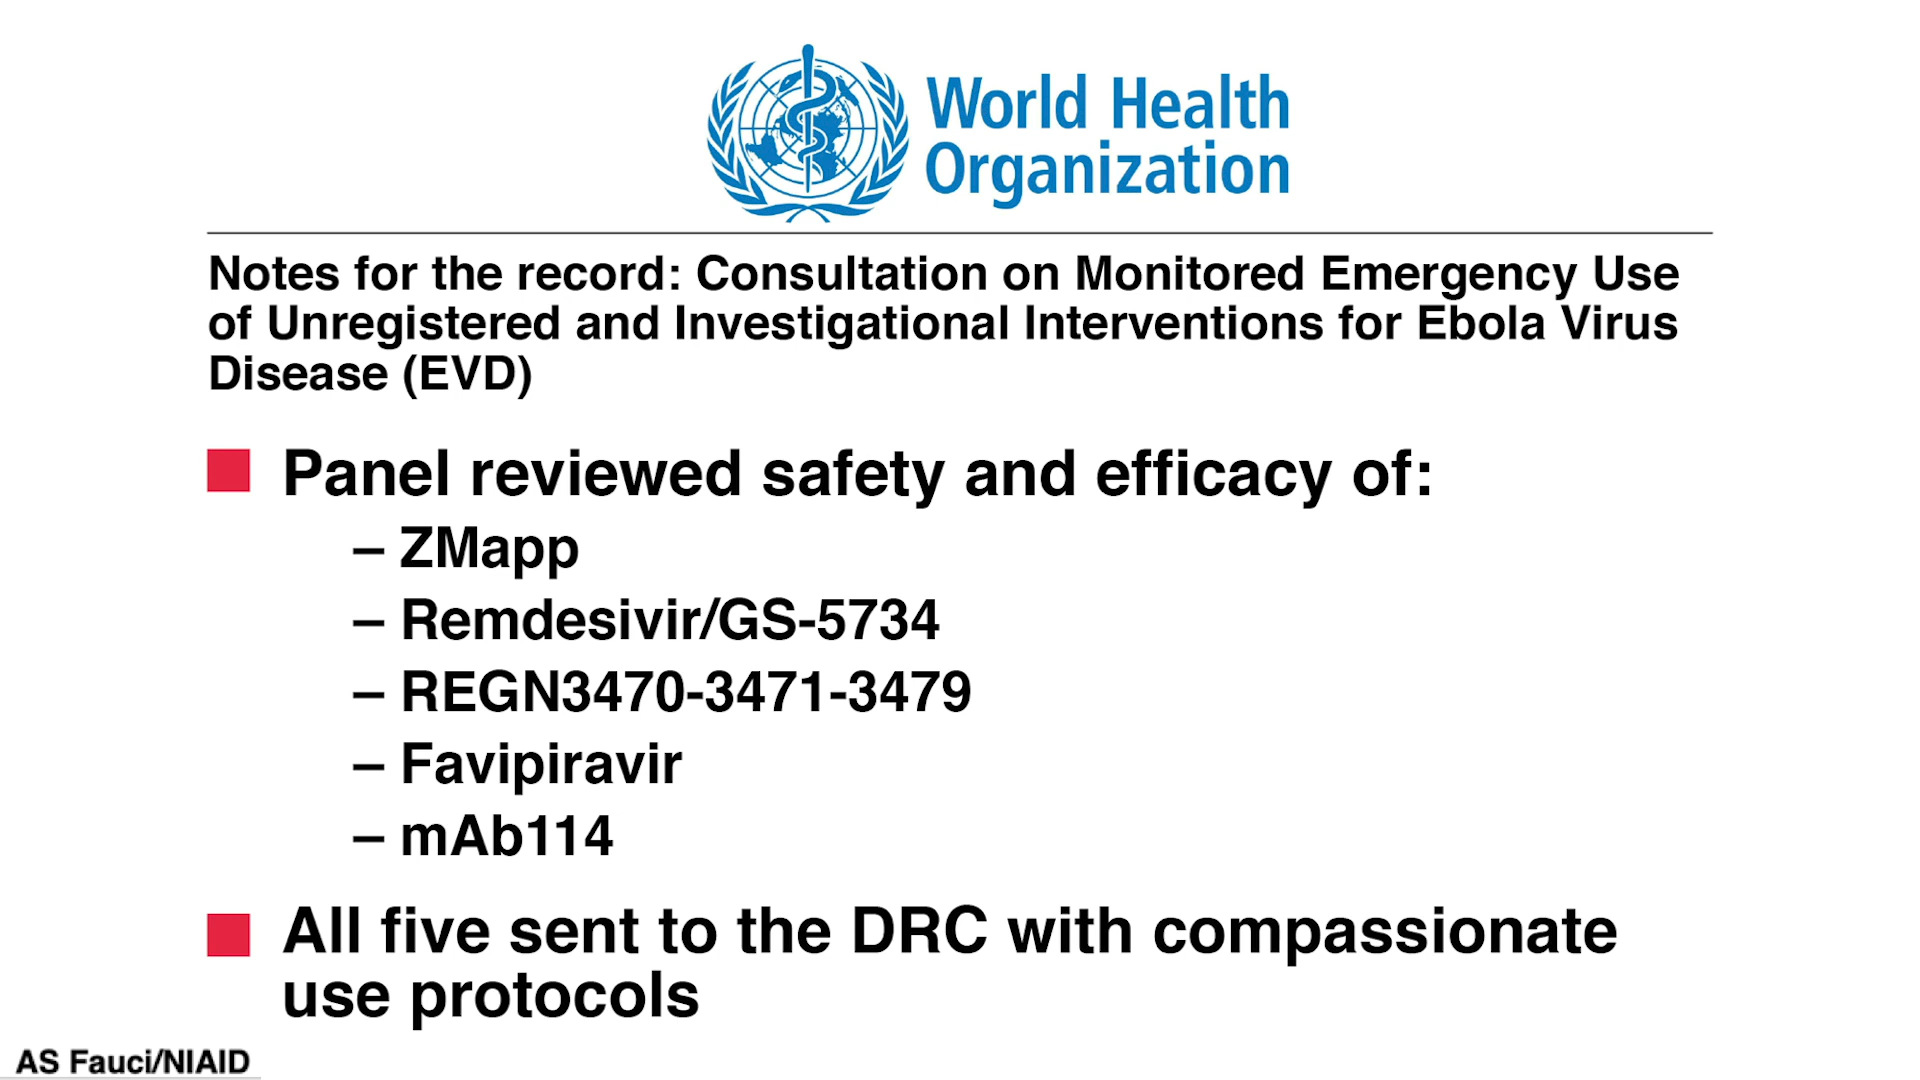 World Health
Organization
Notes for the record: Consultation on Monitored Emergency Use
of Unregistered and Investigational Interventions for Ebola Virus
Disease (EVD)
Panel reviewed safety and efficacy of:
– ZMapp
– Remdesivir/GS-5734
– REGN3470-3471-3479
– Favipiravir
– mAb114
All five sent to the DRC with compassionate
use protocols
AS Fauci/NIAID